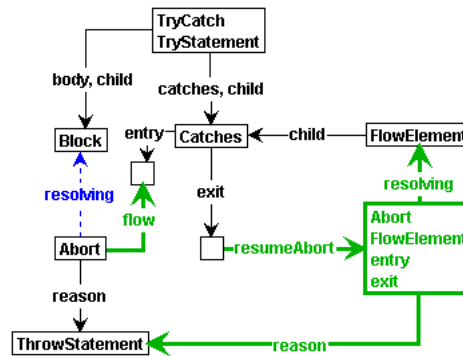 TryCatch
TryStatement
body, child
catches, child
entry
Block
Catches
child
FlowElement
resolving
exit
resolving
flow
Abort
resumeAbort
Abort
FlowElement
entry
exit
reason
ThrowStatement
reason